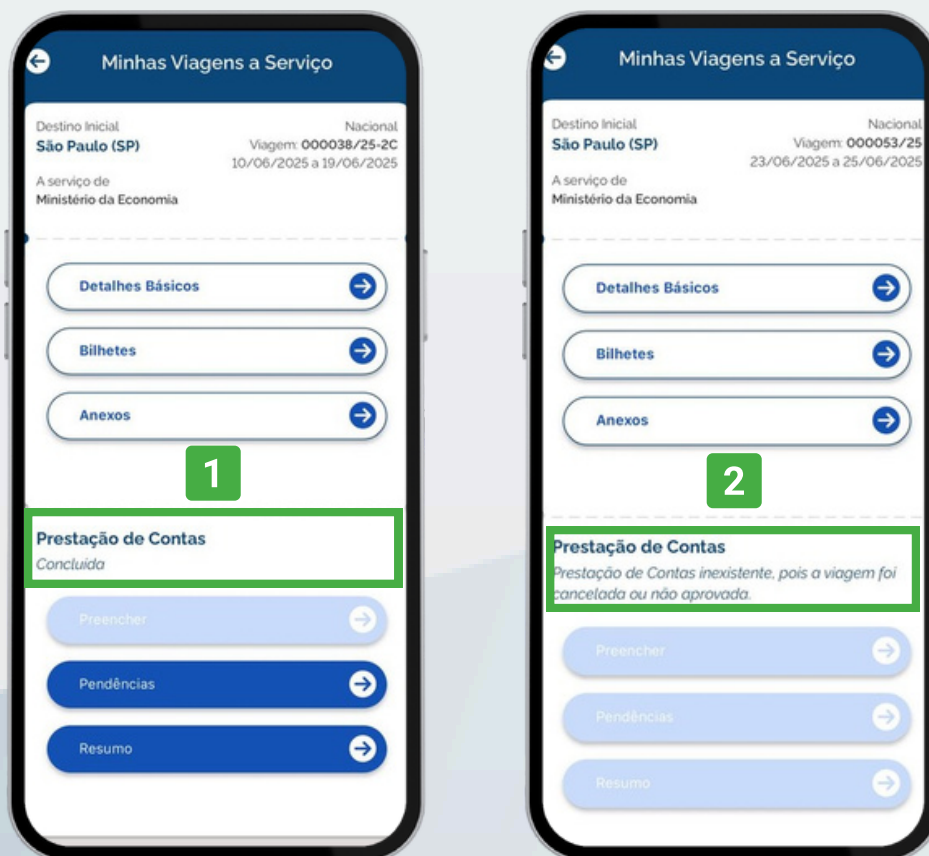 Minhas Viagens a Serviço
Destino Inicial
Nacional
São Paulo (SP)
Viagem: 000038/25-2C
10/06/2025 a 19/06/2025
A serviço de
Ministério da Economia
Detalhes Básicos
Bilhetes
Anexos
1
Prestação de Contas
Concluída
Preencher
Pendências
Resumo
Minhas Viagens a Serviço
Destino Inicial
Nacional
São Paulo (SP)
Viagem: 000053/25
23/06/2025 a 25/06/2025
A serviço de
Ministério da Economia
Detalhes Básicos
Bilhetes
Anexos
2
Prestação de Contas
Prestação de Contas inexistente, pois a viagem foi
cancelada ou não aprovada.
Preencher
Pendências
Resumo